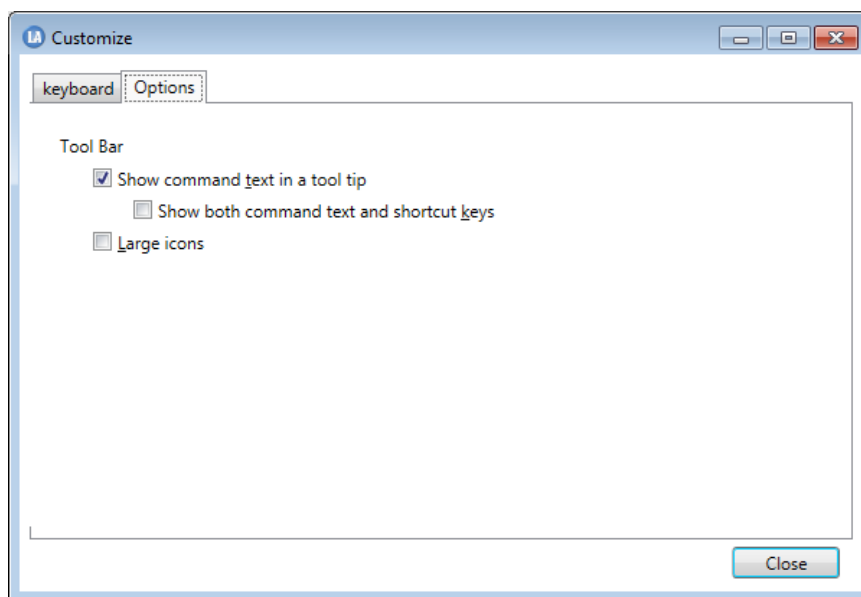 LA Customize
keyboard Options
Tool Bar
Show command text in a tool tip
Show both command text and shortcut keys
Large icons
Close